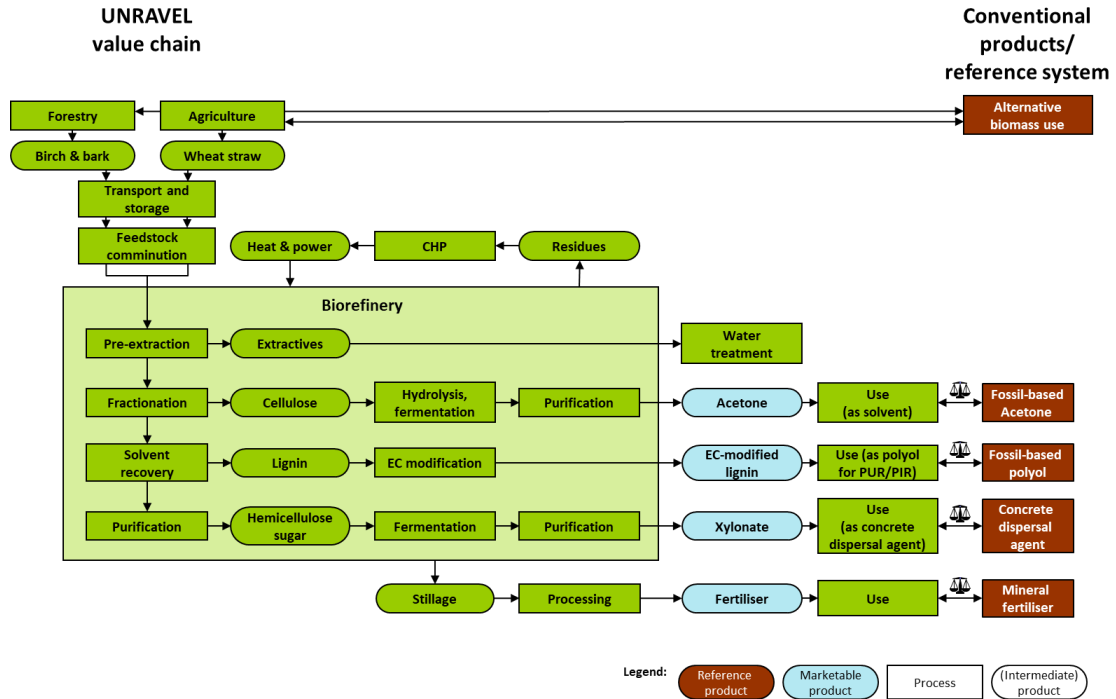 UNRAVEL
value chain
Conventional
products/
reference system
Forestry
Agriculture
Alternative
biomass use
Birch & bark
Wheat straw
Transport and
storage
Feedstock
comminution
Heat & power
CHP
Residues
Biorefinery
Pre-extraction
Extractives
Water
treatment
Fractionation
Cellulose
Hydrolysis,
fermentation
Purification
Acetone
Use
(as solvent)
Fossil-based
Acetone
Solvent
recovery
Lignin
EC modification
EC-modified
lignin
Use (as polyol
for PUR/PIR)
Fossil-based
polyol
Purification
Hemicellulose
sugar
Fermentation
Purification
Xylonate
Use
(as concrete
dispersal agent)
Concrete
dispersal
agent
Stillage
Processing
Fertiliser
Use
Mineral
fertiliser
Legend:
Reference
product
Marketable
product
Process
(Intermediate)
product